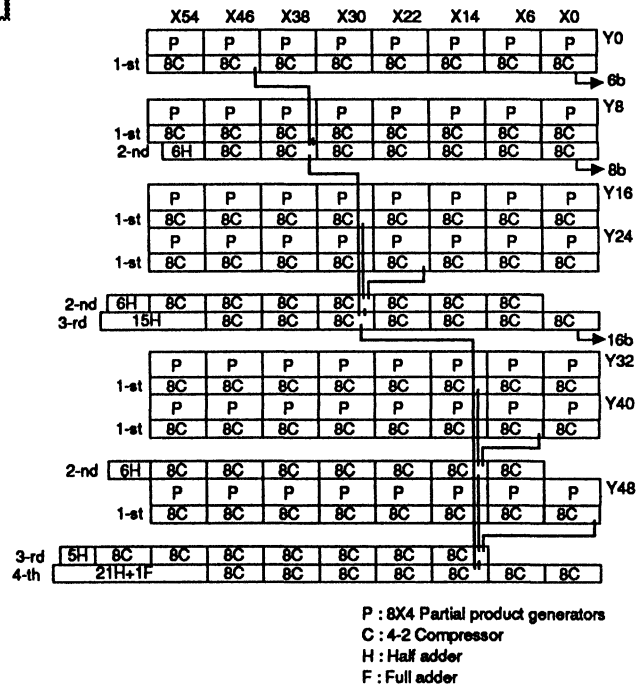 X54 X46 X38 X30 X22 X14 X6 X0
P P P P P P P P Y0
1-st 8C 8C 8C 8C 8C 8C 8C 8C
6b
P P P P P P P P Y8
1-st 8C 8C 8C 8C 8C 8C 8C 8C
2-nd 6H 8C 8C 8C 8C 8C 8C 8C
8b
P P P P P P P P Y16
1-st 8C 8C 8C 8C 8C 8C 8C 8C
P P P P P P P P Y24
1-st 8C 8C 8C 8C 8C 8C 8C 8C
2-nd 6H 8C 8C 8C 8C 8C 8C 8C
3-rd 15H 8C 8C 8C 8C 8C 8C 8C
16b
P P P P P P P P Y32
1-st 8C 8C 8C 8C 8C 8C 8C 8C
P P P P P P P P Y40
1-st 8C 8C 8C 8C 8C 8C 8C 8C
2-nd 6H 8C 8C 8C 8C 8C 8C 8C
P P P P P P P P Y48
1-st 8C 8C 8C 8C 8C 8C 8C 8C
3-rd 5H 8C 8C 8C 8C 8C 8C 8C
4-th 21H+1F 8C 8C 8C 8C 8C 8C 8C
P : 8X4 Partial product generators
C : 4-2 Compressor
H : Half adder
F : Full adder